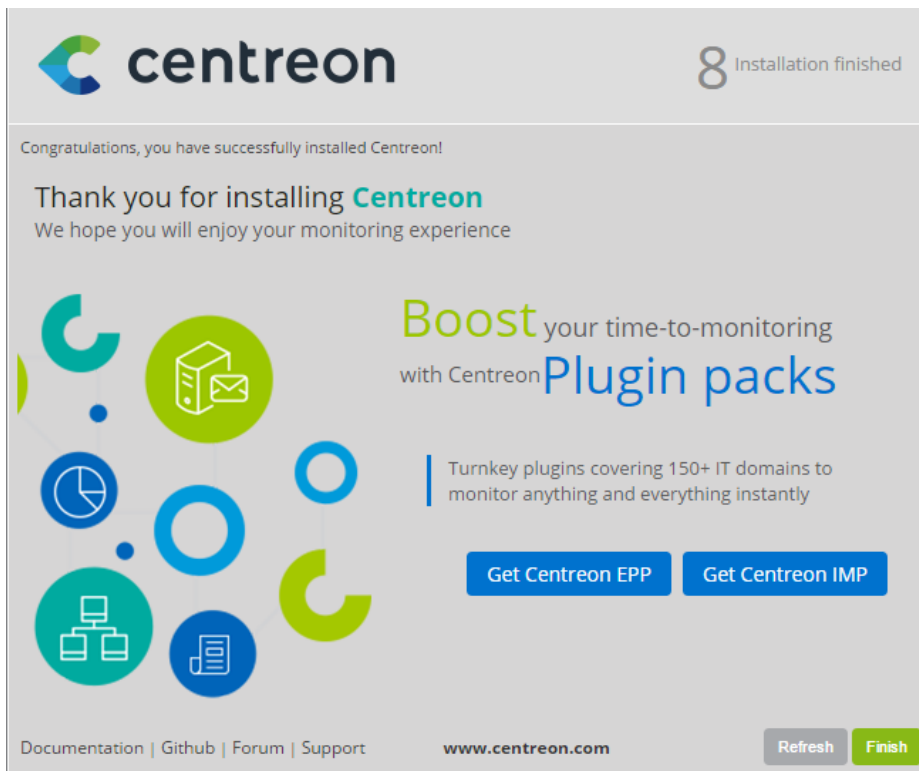 centreon
8 Installation finished
Congratulations, you have successfully installed Centreon!
Thank you for installing Centreon
We hope you will enjoy your monitoring experience
Boost your time-to-monitoring
with Centreon Plugin packs
Turnkey plugins covering 150+ IT domains to
monitor anything and everything instantly
Get Centreon EPP Get Centreon IMP
Documentation | Github | Forum | Support www.centreon.com Refresh Finish